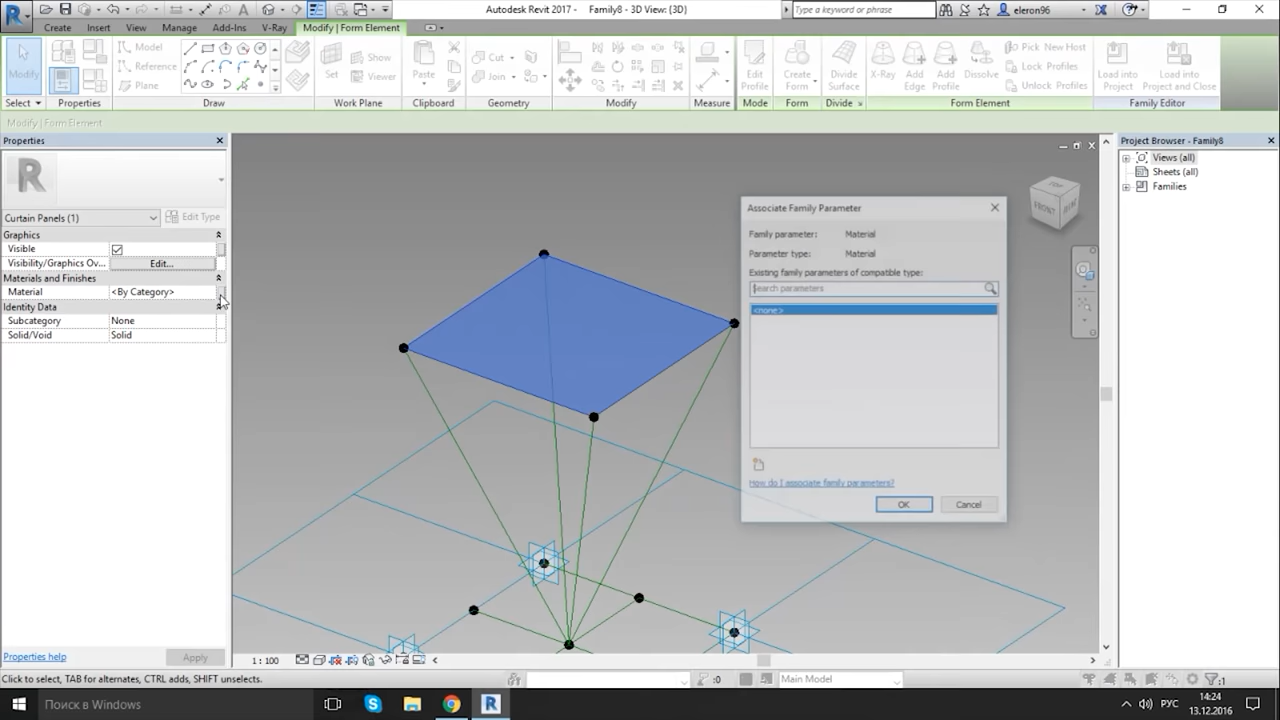 Autodesk Revit 2017 - Family8 - 3D View: {3D}
Type a keyword or phrase
eleron96
Create
Insert
View
Manage
Add-Ins
V-Ray
Modify | Form Element
Modify
Model
Reference
Plane
Set
Show
Viewer
Paste
Cut
Join
Edit
Profile
Create
Form
Divide
Surface
X-Ray
Add
Edge
Add
Profile
Dissolve
Pick New Host
Lock Profiles
Unlock Profiles
Load into
Project
Load into
Project and Close
Select
Properties
Draw
Work Plane
Clipboard
Geometry
Modify
Measure
Mode
Form
Divide
Form Element
Family Editor
Modify | Form Element
Properties
R
Curtain Panels (1)
Edit Type
Graphics
Visible
Visibility/Graphics Ov...
Edit...
Materials and Finishes
Material
<By Category>
Identity Data
Subcategory
None
Solid/Void
Solid
Properties help
Apply
TOP
FRONT
Associate Family Parameter
Family parameter:
Material
Parameter type:
Material
Existing family parameters of compatible type:
Search parameters
<none>
How do I associate family parameters?
OK
Cancel
Project Browser - Family8
Views (all)
Sheets (all)
Families
1 : 100
Click to select, TAB for alternates, CTRL adds, SHIFT unselects.
:0
Main Model
:1
Поиск в Windows
РУС
14:24
13.12.2016